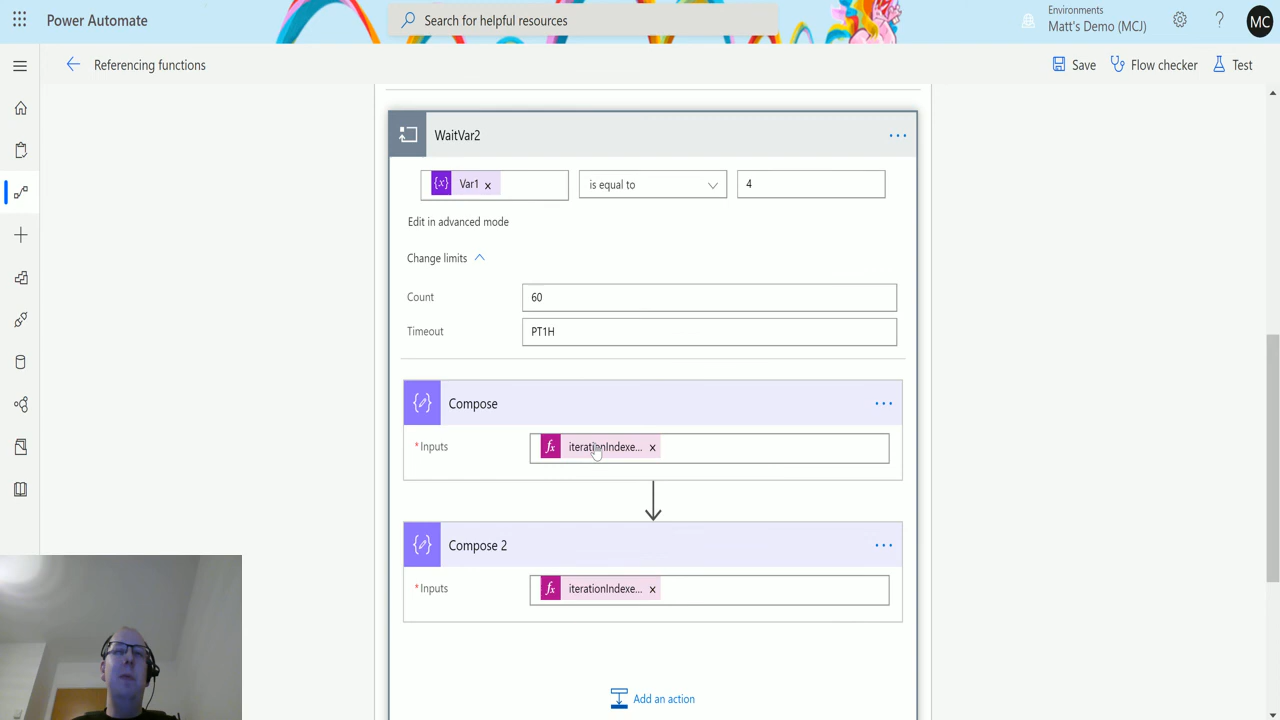 Power Automate
Search for helpful resources
Environments
Matt's Demo (MCJ)
MC
Referencing functions
Save
Flow checker
Test
WaitVar2
Var1
is equal to
4
Edit in advanced mode
Change limits
Count
60
Timeout
PT1H
Compose
* Inputs
fx iterationIndexe...
Compose 2
* Inputs
fx iterationIndexe...
Add an action